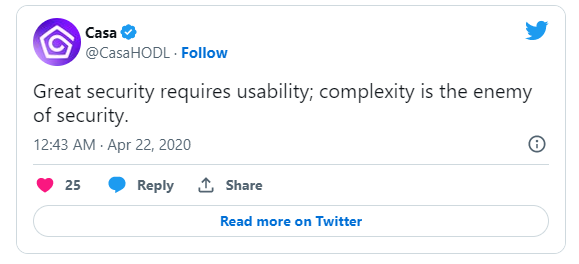 Casa
@CasaHODL · Follow
Great security requires usability; complexity is the enemy
of security.
12:43 AM · Apr 22, 2020
25 Reply Share
Read more on Twitter